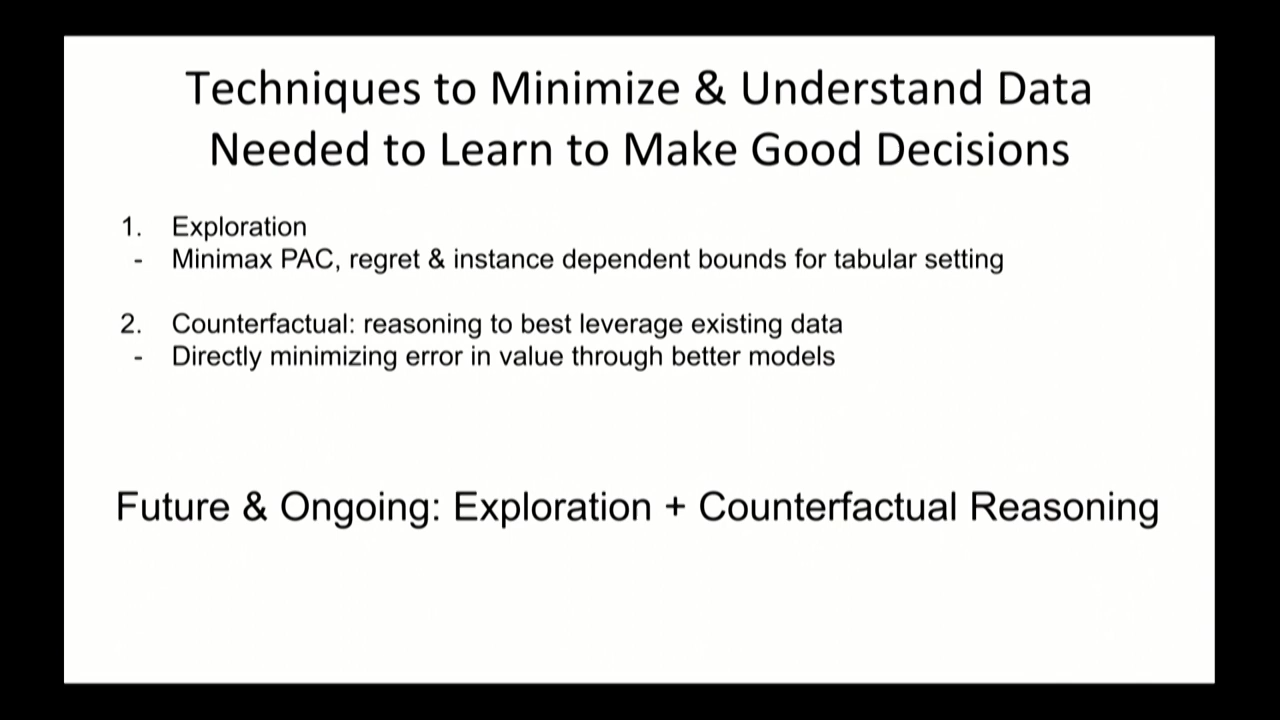 Techniques to Minimize & Understand Data
Needed to Learn to Make Good Decisions
1. Exploration
- Minimax PAC, regret & instance dependent bounds for tabular setting
2. Counterfactual: reasoning to best leverage existing data
- Directly minimizing error in value through better models
Future & Ongoing: Exploration + Counterfactual Reasoning